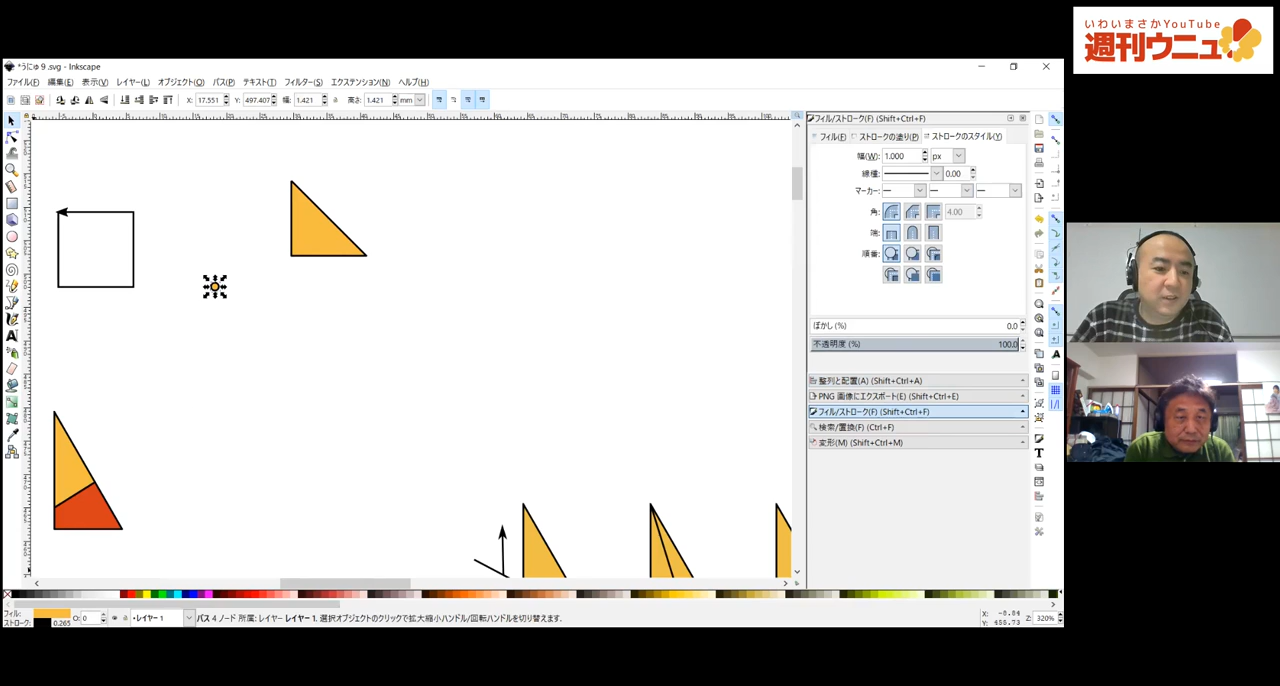 いわいまさかYouTube
週刊ウニュ
*うにゅ9.svg - Inkscape
ファイル(F) 編集(E) 表示(V) レイヤー(L) オブジェクト(O) パス(P) テキスト(T) フィルター(S) エクステンション(N) ヘルプ(H)
X: 17.551 Y: 497.407 幅: 1.421 高さ: 1.421 mm
フィル/ストローク(F) (Shift+Ctrl+F)
フィル(F) ストロークの塗り(P) ストロークのスタイル(Y)
幅(W): 1.000 px
線種: 0.00
マーカー:
角: 4.00
端:
順番:
ぼかし (%) 0.0
不透明度 (%) 100.0
整列と配置(A) (Shift+Ctrl+A)
PNG 画像にエクスポート(E) (Shift+Ctrl+E)
フィル/ストローク(F) (Shift+Ctrl+F)
検索/置換(F) (Ctrl+F)
変形(M) (Shift+Ctrl+M)
フィル:
ストローク: 0.265
O: 0
•レイヤー 1
パス 4 ノード 所属: レイヤー レイヤー 1. 選択オブジェクトのクリックで拡大縮小ハンドル/回転ハンドルを切り替えます.
X: -8.84
Y: 458.73
Z: 320%